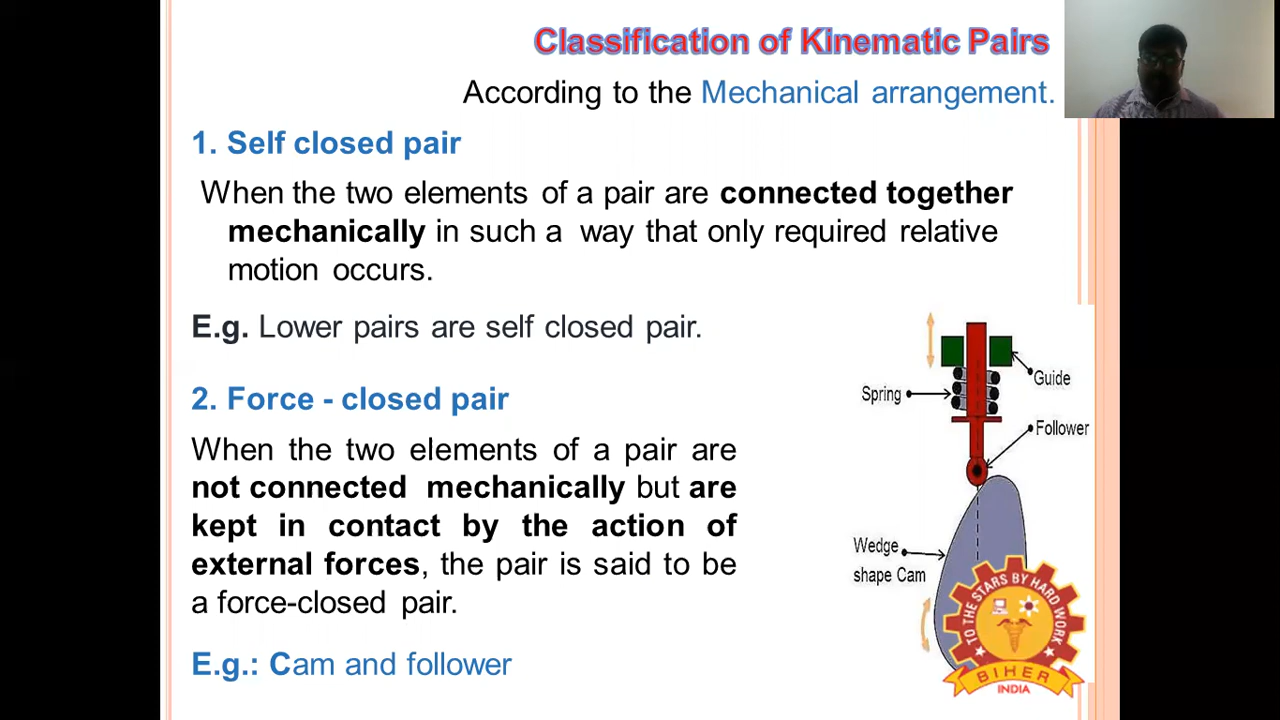 Classification of Kinematic Pairs
According to the Mechanical arrangement.
1. Self closed pair
When the two elements of a pair are connected together
mechanically in such a way that only required relative
motion occurs.
E.g. Lower pairs are self closed pair.
2. Force - closed pair
When the two elements of a pair are
not connected mechanically but are
kept in contact by the action of
external forces, the pair is said to be
a force-closed pair.
E.g.: Cam and follower
Guide
Spring
Follower
Wedge
shape Cam
TO THE STARS BY HARD WORK
BIHER
INDIA